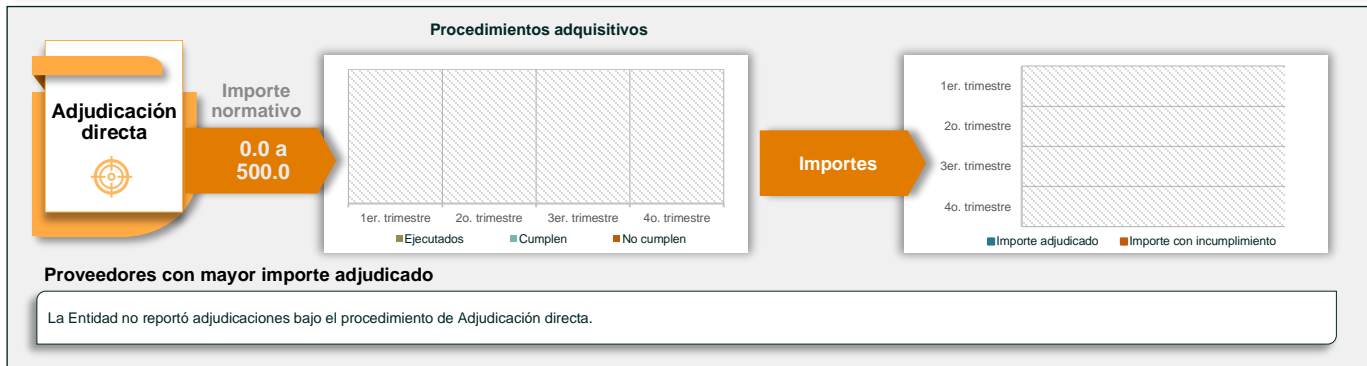 Procedimientos adquisitivos
Adjudicación
directa
Importe
normativo
0.0 a
500.0
1er. trimestre
2o. trimestre
3er. trimestre
4o. trimestre
Ejecutados
Cumplen
No cumplen
Importes
1er. trimestre
2o. trimestre
3er. trimestre
4o. trimestre
Importe adjudicado
Importe con incumplimiento
Proveedores con mayor importe adjudicado
La Entidad no reportó adjudicaciones bajo el procedimiento de Adjudicación directa.